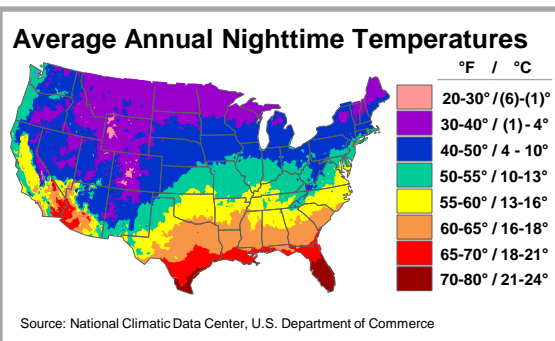 Average Annual Nighttime Temperatures
°F / °C
20-30° / (6)-(1)°
30-40° / (1) - 4°
40-50° / 4 - 10°
50-55° / 10-13°
55-60° / 13-16°
60-65° / 16-18°
65-70° / 18-21°
70-80° / 21-24°
Source: National Climatic Data Center, U.S. Department of Commerce